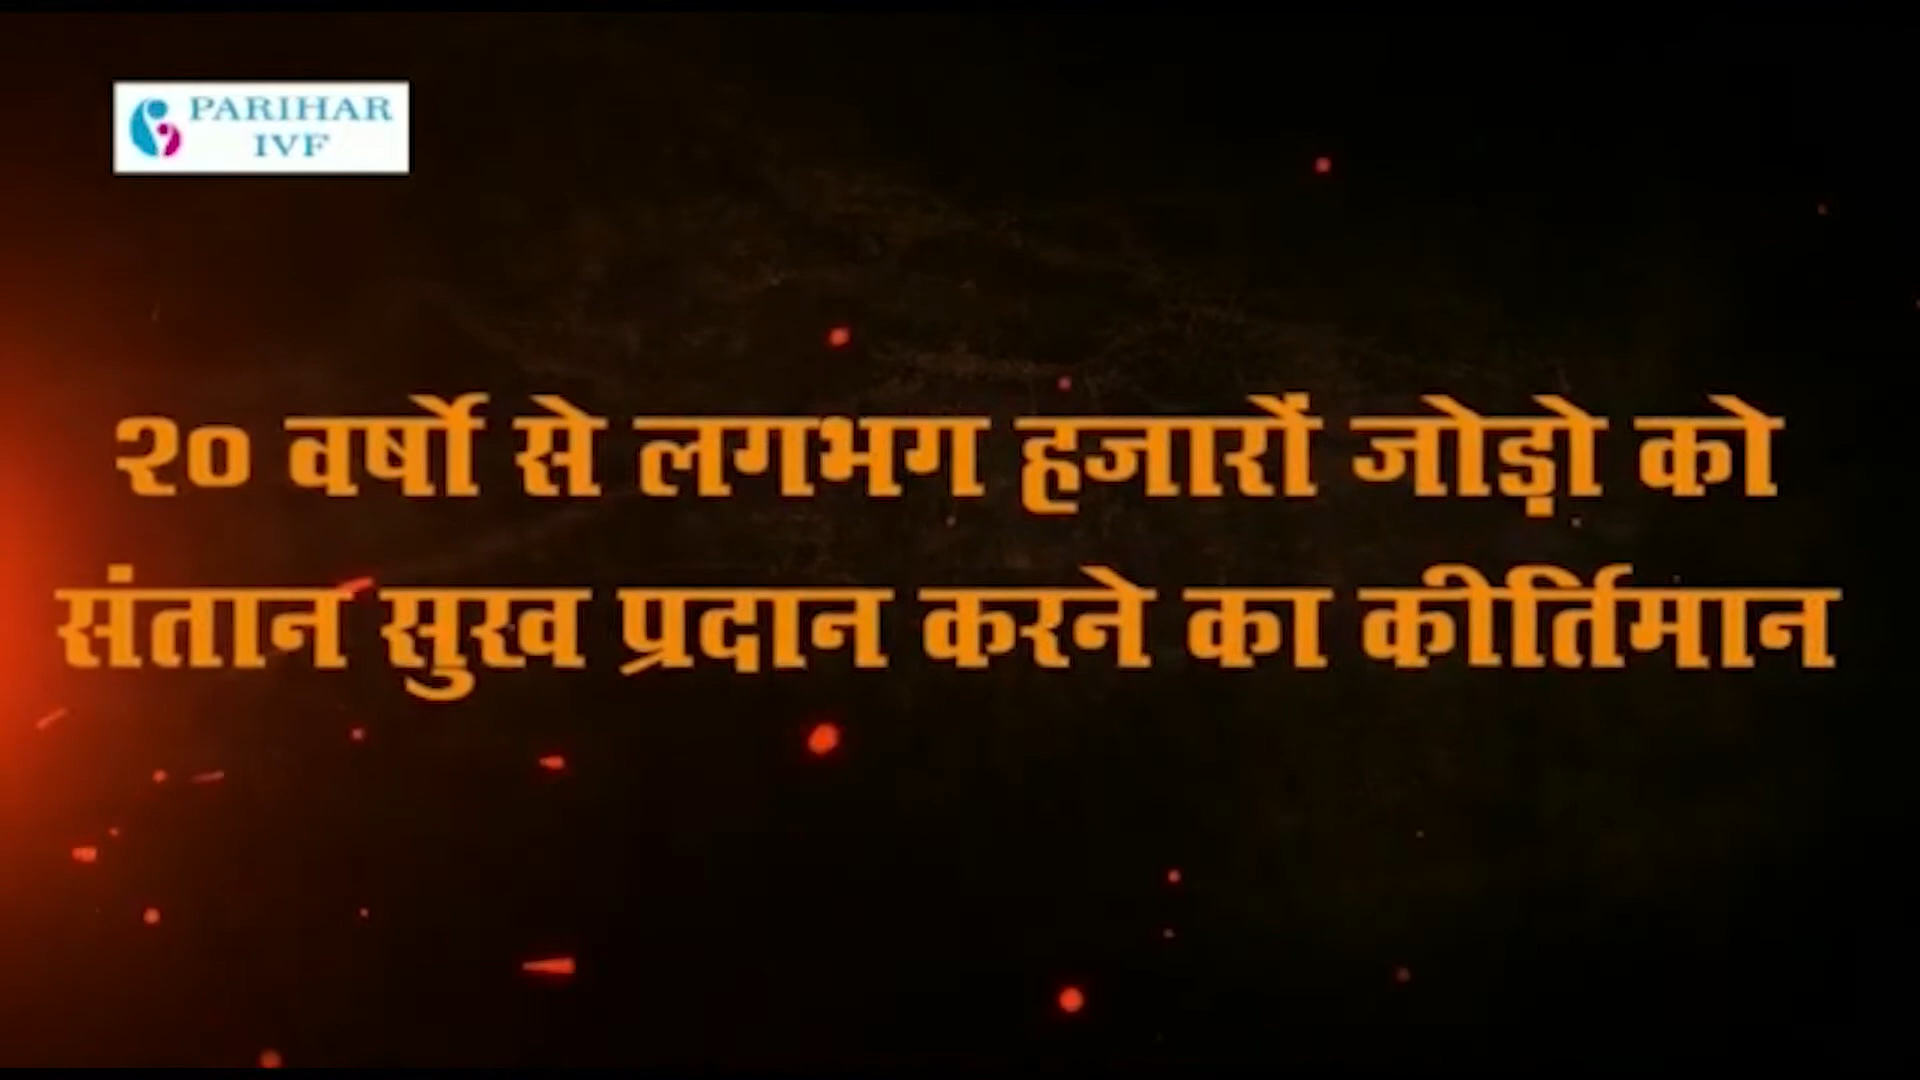 PARIHAR
IVF
२० वर्षो से लगभग हजारों जोड़ो को
संतान सुख प्रदान करने का कीर्तिमान